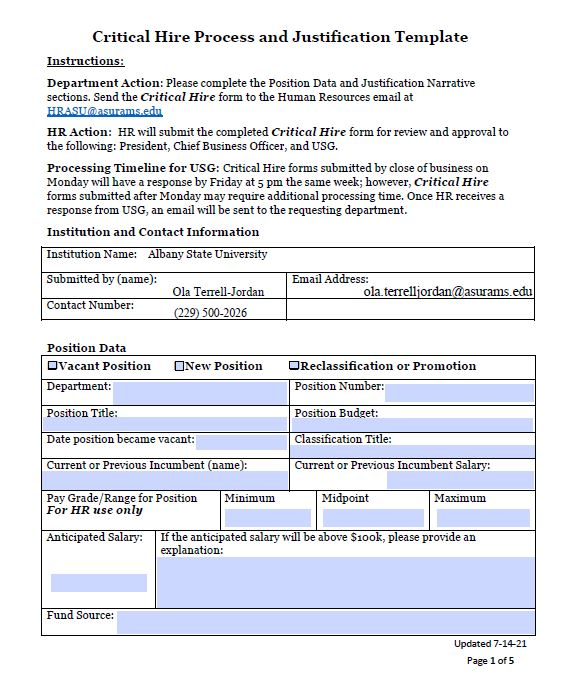 Critical Hire Process and Justification Template
Instructions:
Department Action: Please complete the Position Data and Justification Narrative
sections. Send the Critical Hire form to the Human Resources email at
HRASU@asurams.edu
HR Action: HR will submit the completed Critical Hire form for review and approval to
the following: President, Chief Business Officer, and USG.
Processing Timeline for USG: Critical Hire forms submitted by close of business on
Monday will have a response by Friday at 5 pm the same week; however, Critical Hire
forms submitted after Monday may require additional processing time. Once HR receives a
response from USG, an email will be sent to the requesting department.
Institution and Contact Information
Institution Name: Albany State University
Submitted by (name): Ola Terrell-Jordan
Email Address: ola.terrelljordan@asurams.edu
Contact Number: (229) 500-2026
Position Data
Vacant Position New Position Reclassification or Promotion
Department: Position Number:
Position Title: Position Budget:
Date position became vacant: Classification Title:
Current or Previous Incumbent (name): Current or Previous Incumbent Salary:
Pay Grade/Range for Position Minimum Midpoint Maximum
For HR use only
Anticipated Salary: If the anticipated salary will be above $100k, please provide an
explanation:
Fund Source:
Updated 7-14-21
Page 1 of 5